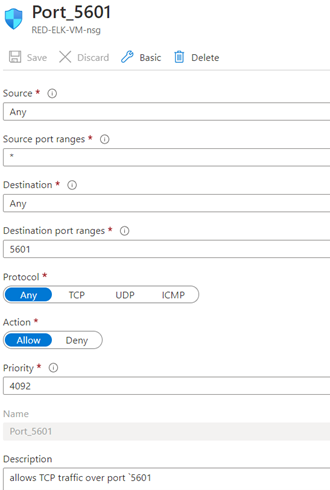 Port_5601
RED-ELK-VM-nsg
Save Discard Basic Delete
Source *
Any
Source port ranges *
*
Destination *
Any
Destination port ranges *
5601
Protocol *
Any TCP UDP ICMP
Action *
Allow Deny
Priority *
4092
Name
Port_5601
Description
allows TCP traffic over port `5601